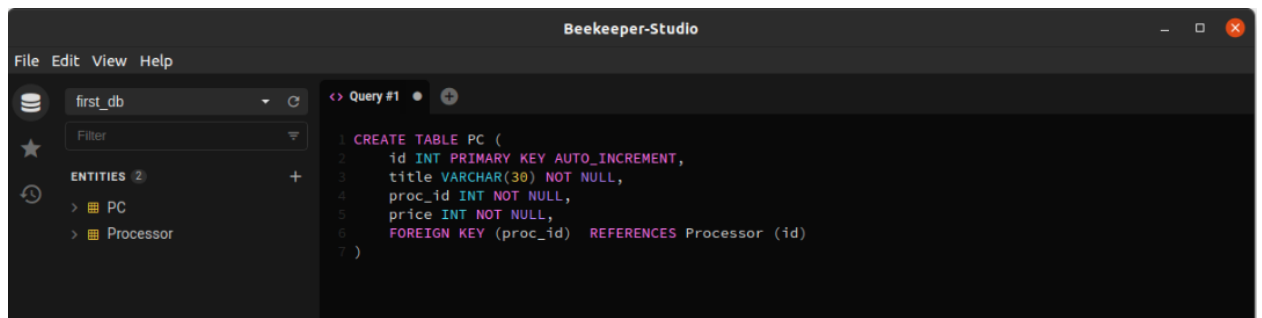 Beekeeper-Studio
File Edit View Help
first_db
Filter
ENTITIES 2
PC
Processor
<> Query #1
1 CREATE TABLE PC (
2 id INT PRIMARY KEY AUTO_INCREMENT,
3 title VARCHAR(30) NOT NULL,
4 proc_id INT NOT NULL,
5 price INT NOT NULL,
6 FOREIGN KEY (proc_id)  REFERENCES Processor (id)
7 )